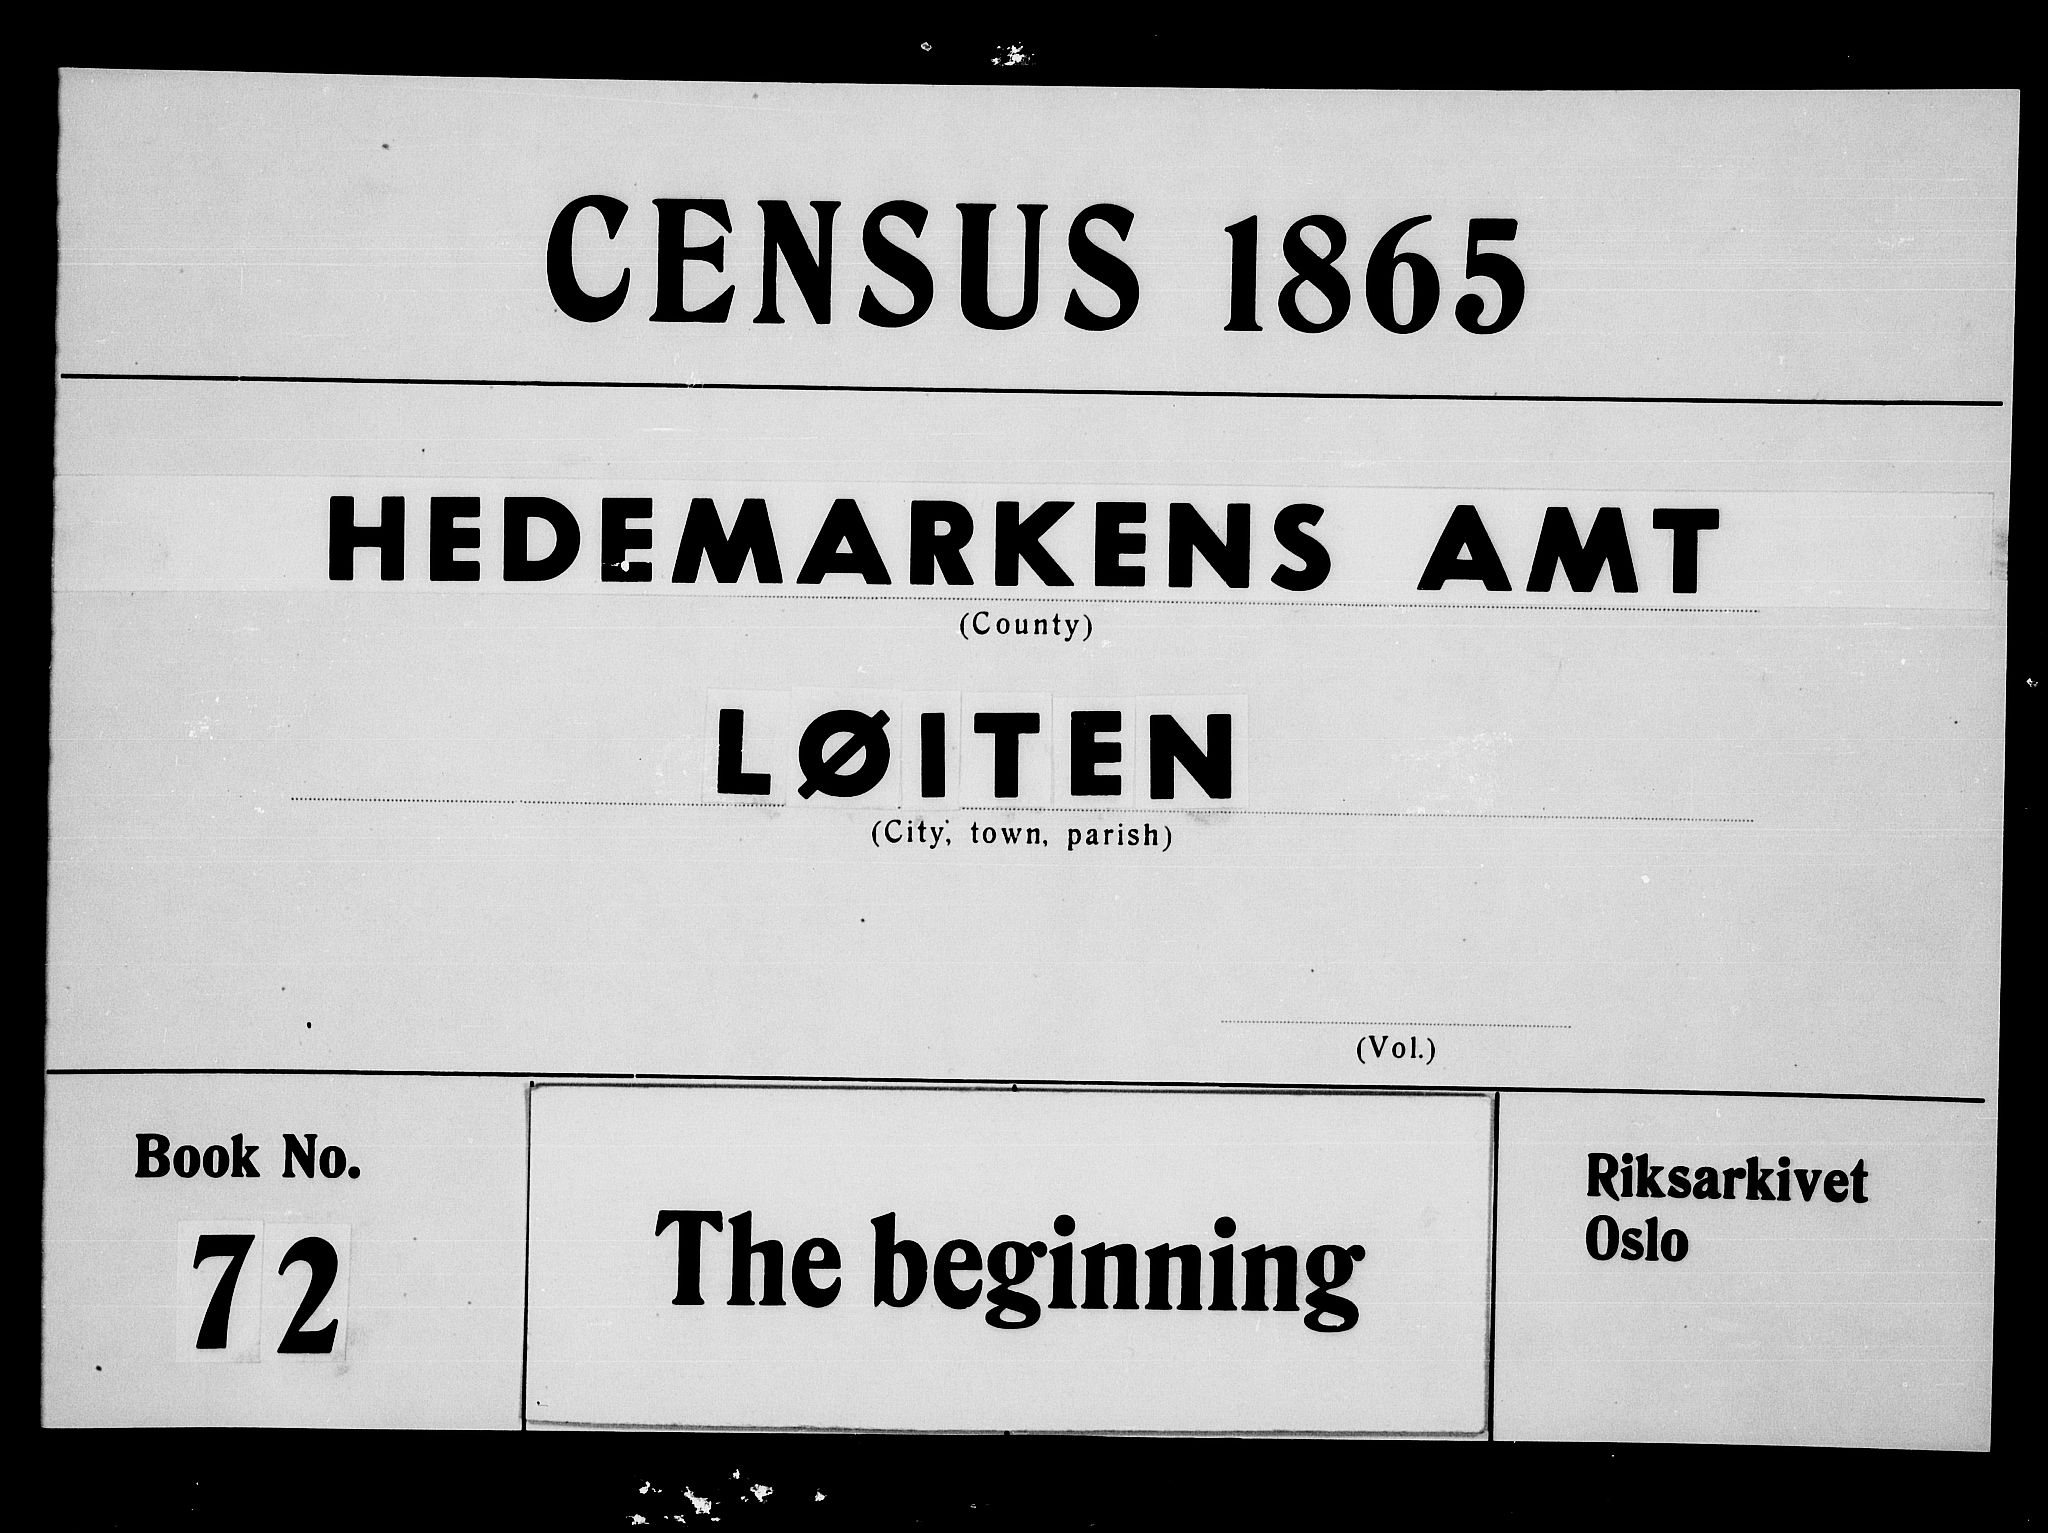 CENSUS 1865
HEDEMARKENS AMT
(County)
LØITEN
(City, town, parish)
(Vol.)
Book No.
72
The beginning
Riksarkivet
Oslo